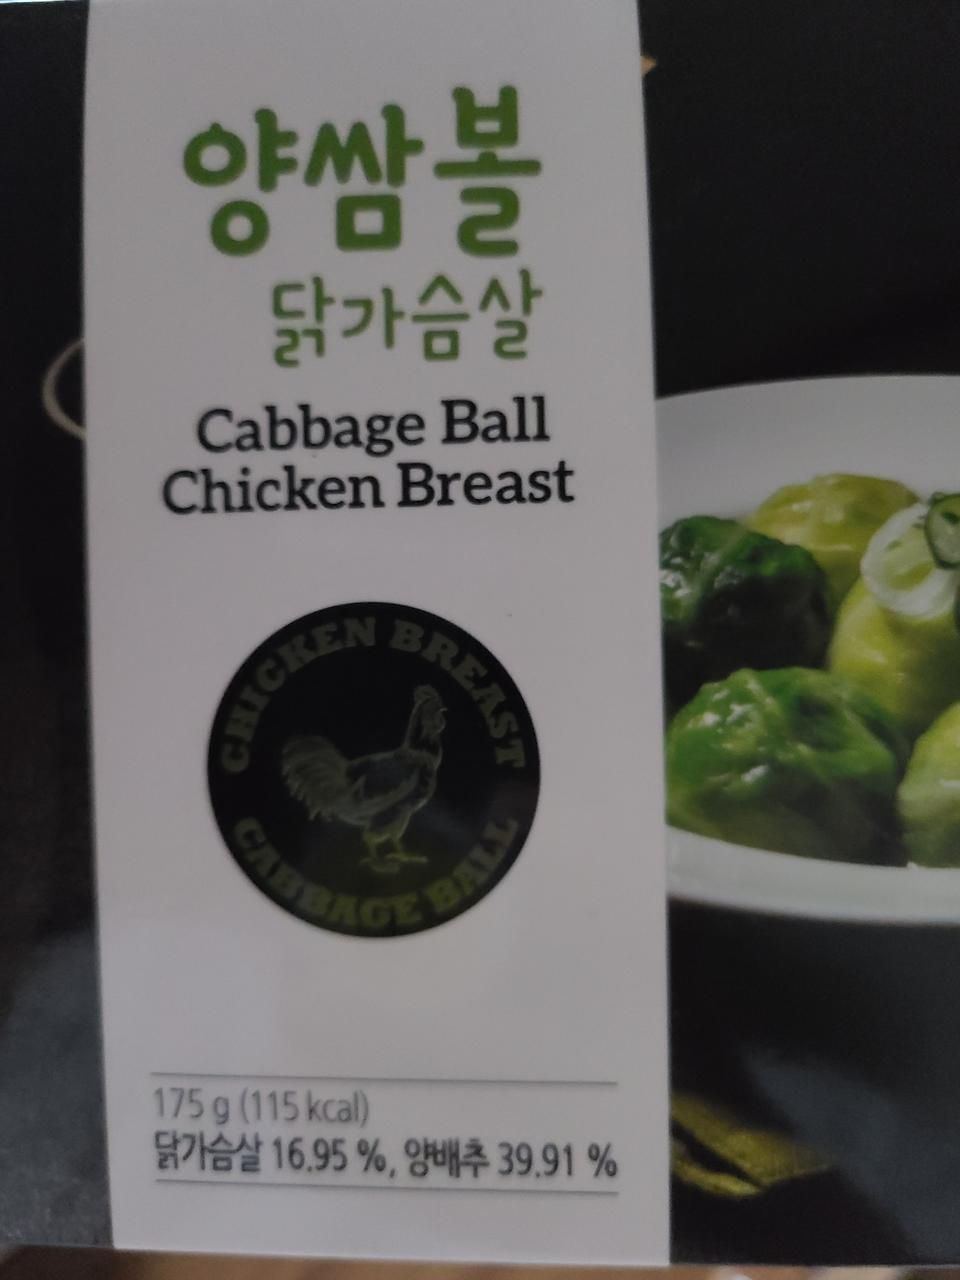 양쌈볼
닭가슴살
Cabbage Ball
Chicken Breast
CHICKEN BREAST
CABBAGE BALL
175 g (115 kcal)
닭가슴살 16.95 %, 양배추 39.91 %